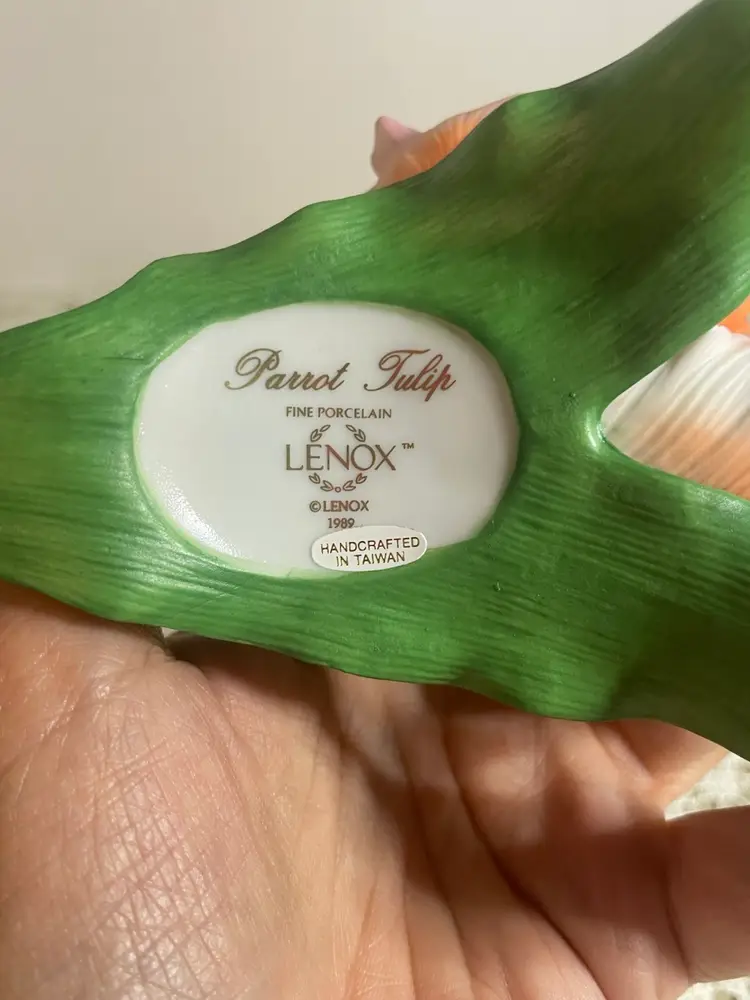 Parrot Tulip
FINE PORCELAIN
LENOX™
©LENOX
1989
HANDCRAFTED
IN TAIWAN